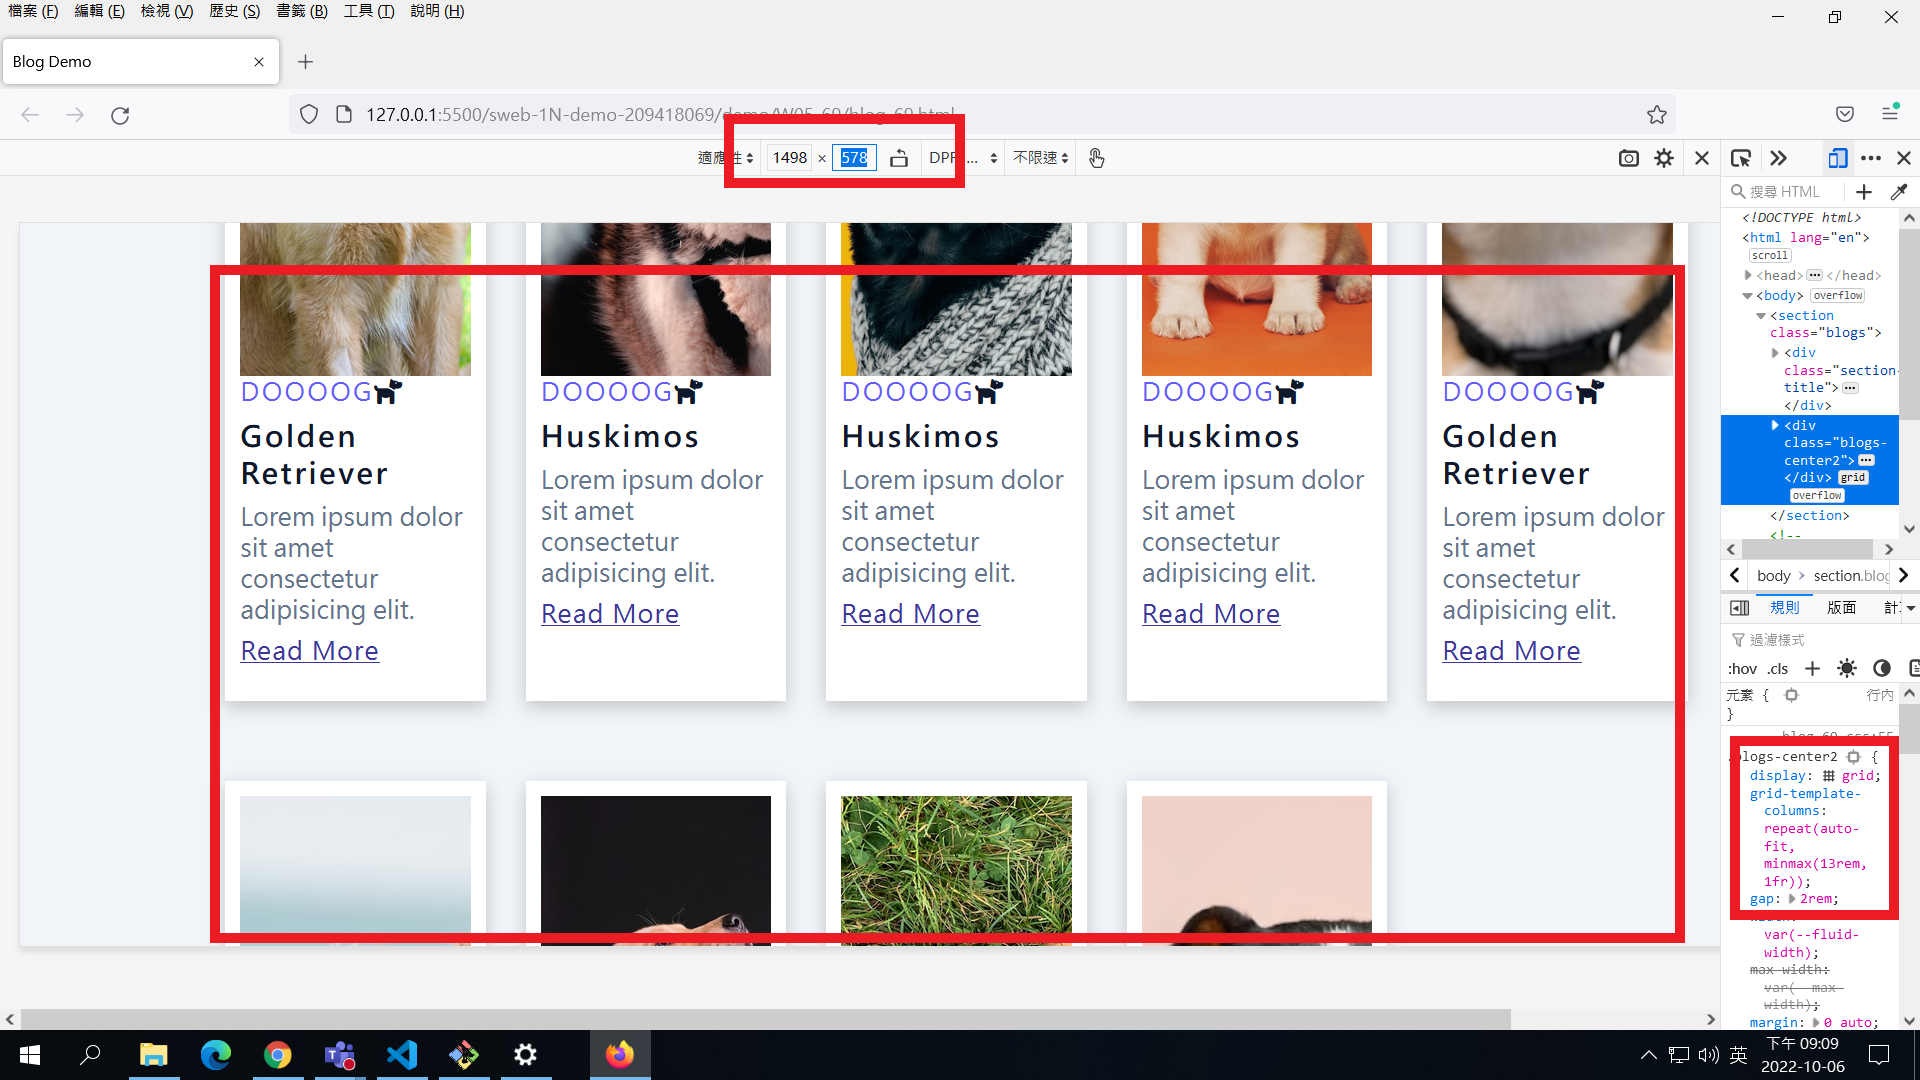 檔案 (F) 編輯 (E) 檢視 (V) 歷史 (S) 書籤 (B) 工具 (T) 說明 (H)
Blog Demo
127.0.0.1:5500/sweb-1N-demo-209418069/demo/W05_69/blog_69.html
1498 × 578 DPR ... 不限速
搜尋 HTML
<!DOCTYPE html>
<html lang="en">
scroll
<head> ••• </head>
<body> overflow
<section
class="blogs">
<div
class="section-
title"> •••
</div>
<div
class="blogs-
center2"> •••
</div> grid
overflow
</section>
<!--
body section.blog
規則 版面
過濾樣式
:hov .cls
元素 { 行內
}
blogs-center2 {
display: grid;
grid-template-
columns:
repeat(auto-
fit,
minmax(13rem,
1fr));
gap: 2rem;
width:
var(--fluid-
width);
max-width:
var(--max-
width);
margin: 0 auto;
DOOOOG DOOOOG DOOOOG DOOOOG DOOOOG
Golden
Retriever
Lorem ipsum dolor
sit amet
consectetur
adipisicing elit.
Read More
Huskimos
Lorem ipsum dolor
sit amet
consectetur
adipisicing elit.
Read More
Huskimos
Lorem ipsum dolor
sit amet
consectetur
adipisicing elit.
Read More
Huskimos
Lorem ipsum dolor
sit amet
consectetur
adipisicing elit.
Read More
Golden
Retriever
Lorem ipsum dolor
sit amet
consectetur
adipisicing elit.
Read More
英
下午 09:09
2022-10-06